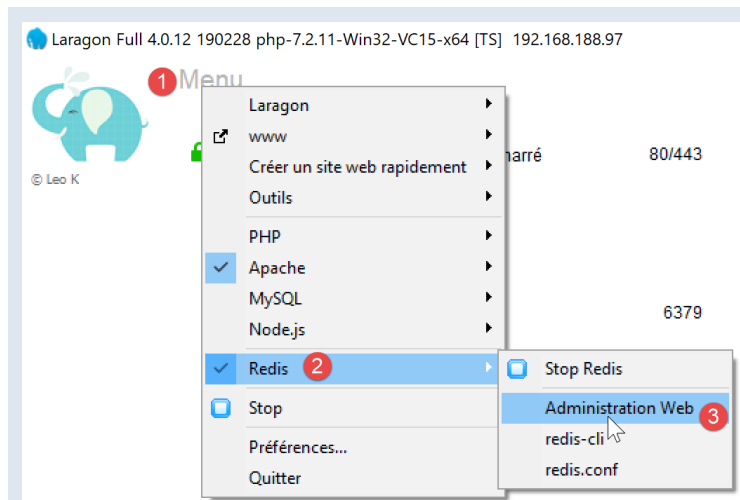 Laragon Full 4.0.12 190228 php-7.2.11-Win32-VC15-x64 [TS] 192.168.188.97
1 Menu
© Leo K
Laragon
www
Créer un site web rapidement
Outils
PHP
Apache
MySQL
Node.js
Redis 2
Stop
Préférences...
Quitter
80/443
6379
Stop Redis
Administration Web 3
redis-cli
redis.conf